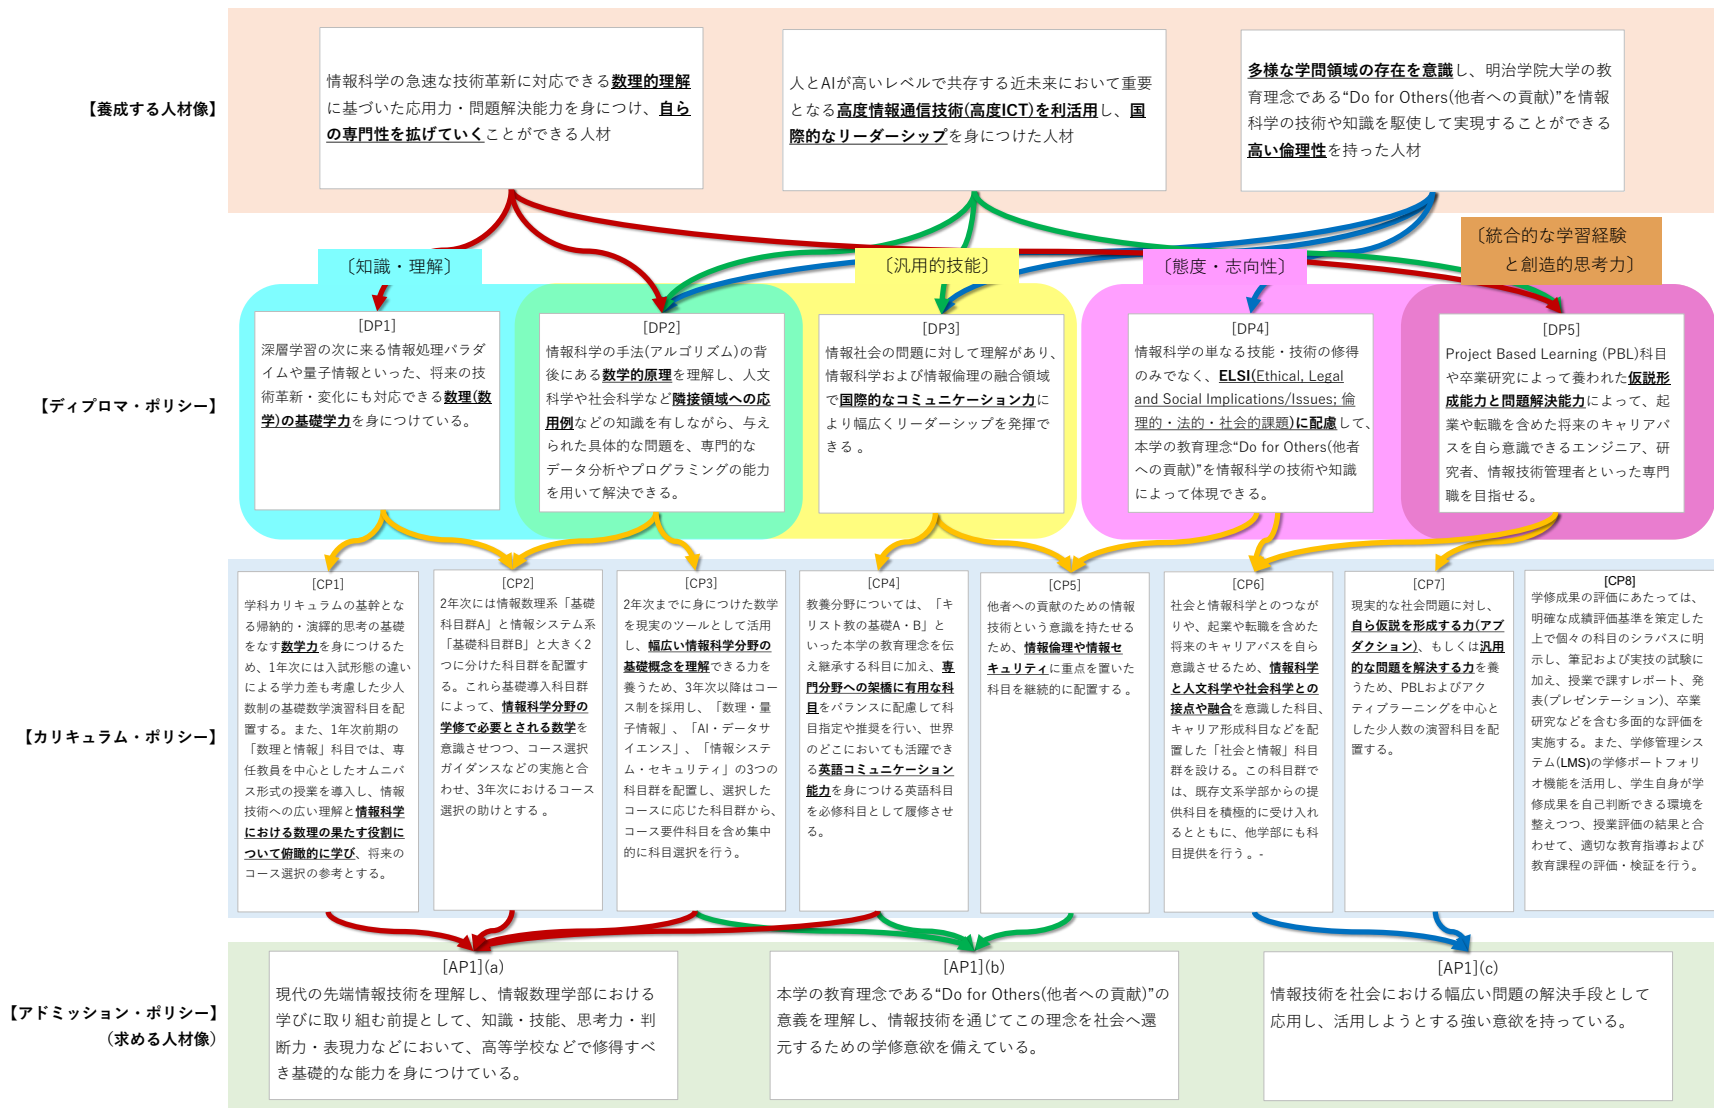 【養成する人材像】
情報科学の急速な技術革新に対応できる数理的理解
に基づいた応用力・問題解決能力を身につけ、自ら
の専門性を拡げていくことができる人材
人とAIが高いレベルで共存する近未来において重要
となる高度情報通信技術(高度ICT)を利活用し、国
際的なリーダーシップを身につけた人材
多様な学問領域の存在を意識し、明治学院大学の教
育理念である“Do for Others(他者への貢献)”を情報
科学の技術や知識を駆使して実現することができる
高い倫理性を持った人材
〔知識・理解〕
〔汎用的技能〕
〔態度・志向性〕
〔統合的な学習経験
と創造的思考力〕
【ディプロマ・ポリシー】
[DP1]
深層学習の次に来る情報処理パラダ
イムや量子情報といった、将来の技
術革新・変化にも対応できる数理(数
学)の基礎学力を身につけている。
[DP2]
情報科学の手法(アルゴリズム)の背
後にある数学的原理を理解し、人文
科学や社会科学など隣接領域への応
用例などの知識を有しながら、与え
られた具体的な問題を、専門的な
データ分析やプログラミングの能力
を用いて解決できる。
[DP3]
情報社会の問題に対して理解があり、
情報科学および情報倫理の融合領域
で国際的なコミュニケーション力に
より幅広くリーダーシップを発揮で
きる 。
[DP4]
情報科学の単なる技能・技術の修得
のみでなく、ELSI(Ethical, Legal
and Social Implications/Issues; 倫
理的・法的・社会的課題)に配慮して、
本学の教育理念“Do for Others(他者
への貢献)”を情報科学の技術や知識
によって体現できる。
[DP5]
Project Based Learning (PBL)科目
や卒業研究によって養われた仮説形
成能力と問題解決能力によって、起
業や転職を含めた将来のキャリアパ
スを自ら意識できるエンジニア、研
究者、情報技術管理者といった専門
職を目指せる。
【カリキュラム・ポリシー】
[CP1]
学科カリキュラムの基幹とな
る帰納的・演繹的思考の基礎
をなす数学力を身につけるた
め、1年次には入試形態の違い
による学力差も考慮した少人
数制の基礎数学演習科目を配
置する。また、1年次前期の
「数理と情報」科目では、専
任教員を中心としたオムニバ
ス形式の授業を導入し、情報
技術への広い理解と情報科学
における数理の果たす役割に
ついて俯瞰的に学び、将来の
コース選択の参考とする。
[CP2]
2年次には情報数理系「基礎
科目群A」と情報システム系
「基礎科目群B」と大きく2
つに分けた科目群を配置す
る。これら基礎導入科目群
によって、情報科学分野の
学修で必要とされる数学を
意識させつつ、コース選択
ガイダンスなどの実施と合
わせ、3年次におけるコース
選択の助けとする 。
[CP3]
2年次までに身につけた数学
を現実のツールとして活用
し、幅広い情報科学分野の
基礎概念を理解できる力を
養うため、3年次以降はコー
ス制を採用し、「数理・量
子情報」、「AI・データサ
イエンス」、「情報システ
ム・セキュリティ」の3つの
科目群を配置し、選択した
コースに応じた科目群から、
コース要件科目を含め集中
的に科目選択を行う。
[CP4]
教養分野については、「キ
リスト教の基礎A・B」と
いった本学の教育理念を伝
え継承する科目に加え、専
門分野への架橋に有用な科
目をバランスに配慮して科
目指定や推奨を行い、世界
のどこにおいても活躍でき
る英語コミュニケーション
能力を身につける英語科目
を必修科目として履修させ
る。
[CP5]
他者への貢献のための情報
技術という意識を持たせる
ため、情報倫理や情報セ
キュリティに重点を置いた
科目を継続的に配置する 。
[CP6]
社会と情報科学とのつなが
りや、起業や転職を含めた
将来のキャリアパスを自ら
意識させるため、情報科学
と人文科学や社会科学との
接点や融合を意識した科目、
キャリア形成科目などを配
置した「社会と情報」科目
群を設ける。この科目群で
は、既存文系学部からの提
供科目を積極的に受け入れ
るとともに、他学部にも科
目提供を行う 。-
[CP7]
現実的な社会問題に対し、
自ら仮説を形成する力(アブ
ダクション)、もしくは汎用
的な問題を解決する力を養
うため、PBLおよびアク
ティブラーニングを中心と
した少人数の演習科目を配
置する。
[CP8]
学修成果の評価にあたっては、
明確な成績評価基準を策定した
上で個々の科目のシラバスに明
示し、筆記および実技の試験に
加え、授業で課すレポート、発
表(プレゼンテーション)、卒業
研究などを含む多面的な評価を
実施する。また、学修管理シス
テム(LMS)の学修ポートフォリ
オ機能を活用し、学生自身が学
修成果を自己判断できる環境を
整えつつ、授業評価の結果と合
わせて、適切な教育指導および
教育課程の評価・検証を行う。
【アドミッション・ポリシー】
（求める人材像）
[AP1](a)
現代の先端情報技術を理解し、情報数理学部における
学びに取り組む前提として、知識・技能、思考力・判
断力・表現力などにおいて、高等学校などで修得すべ
き基礎的な能力を身につけている。
[AP1](b)
本学の教育理念である“Do for Others(他者への貢献)”の
意義を理解し、情報技術を通じてこの理念を社会へ還
元するための学修意欲を備えている。
[AP1](c)
情報技術を社会における幅広い問題の解決手段として
応用し、活用しようとする強い意欲を持っている。